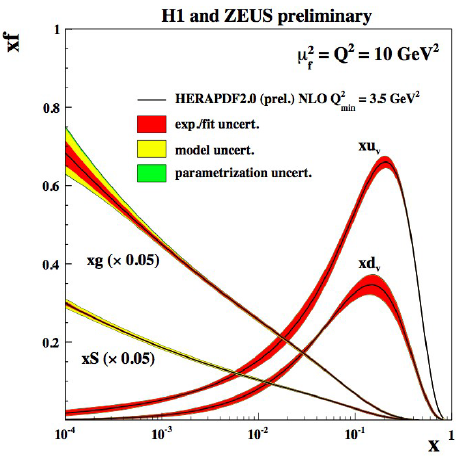 H1 and ZEUS preliminary
xf
1
μ_f² = Q² = 10 GeV²
0.8
HERAPDF2.0 (prel.) NLO Q²_min = 3.5 GeV²
exp./fit uncert.
model uncert.
parametrization uncert.
xu_v
0.6
xg (× 0.05)
0.4
xd_v
xS (× 0.05)
0.2
10⁻⁴ 10⁻³ 10⁻² 10⁻¹ 1
x